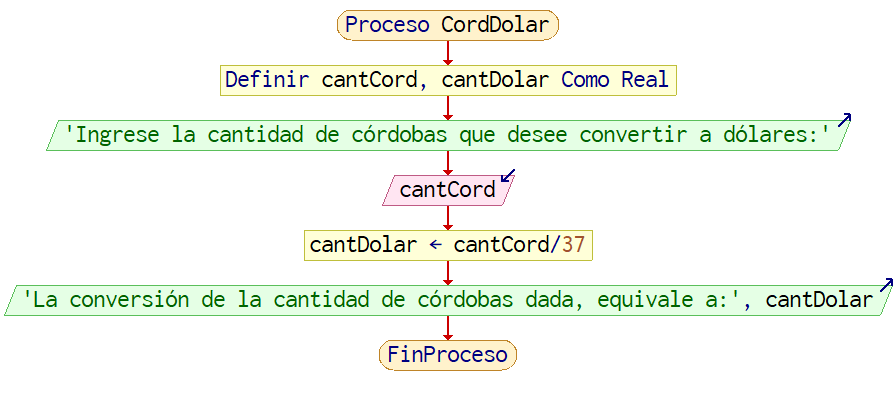 Proceso CordDolar
Definir cantCord, cantDolar Como Real
'Ingrese la cantidad de córdobas que desee convertir a dólares:'
cantCord
cantDolar ← cantCord/37
'La conversión de la cantidad de córdobas dada, equivale a:', cantDolar
FinProceso